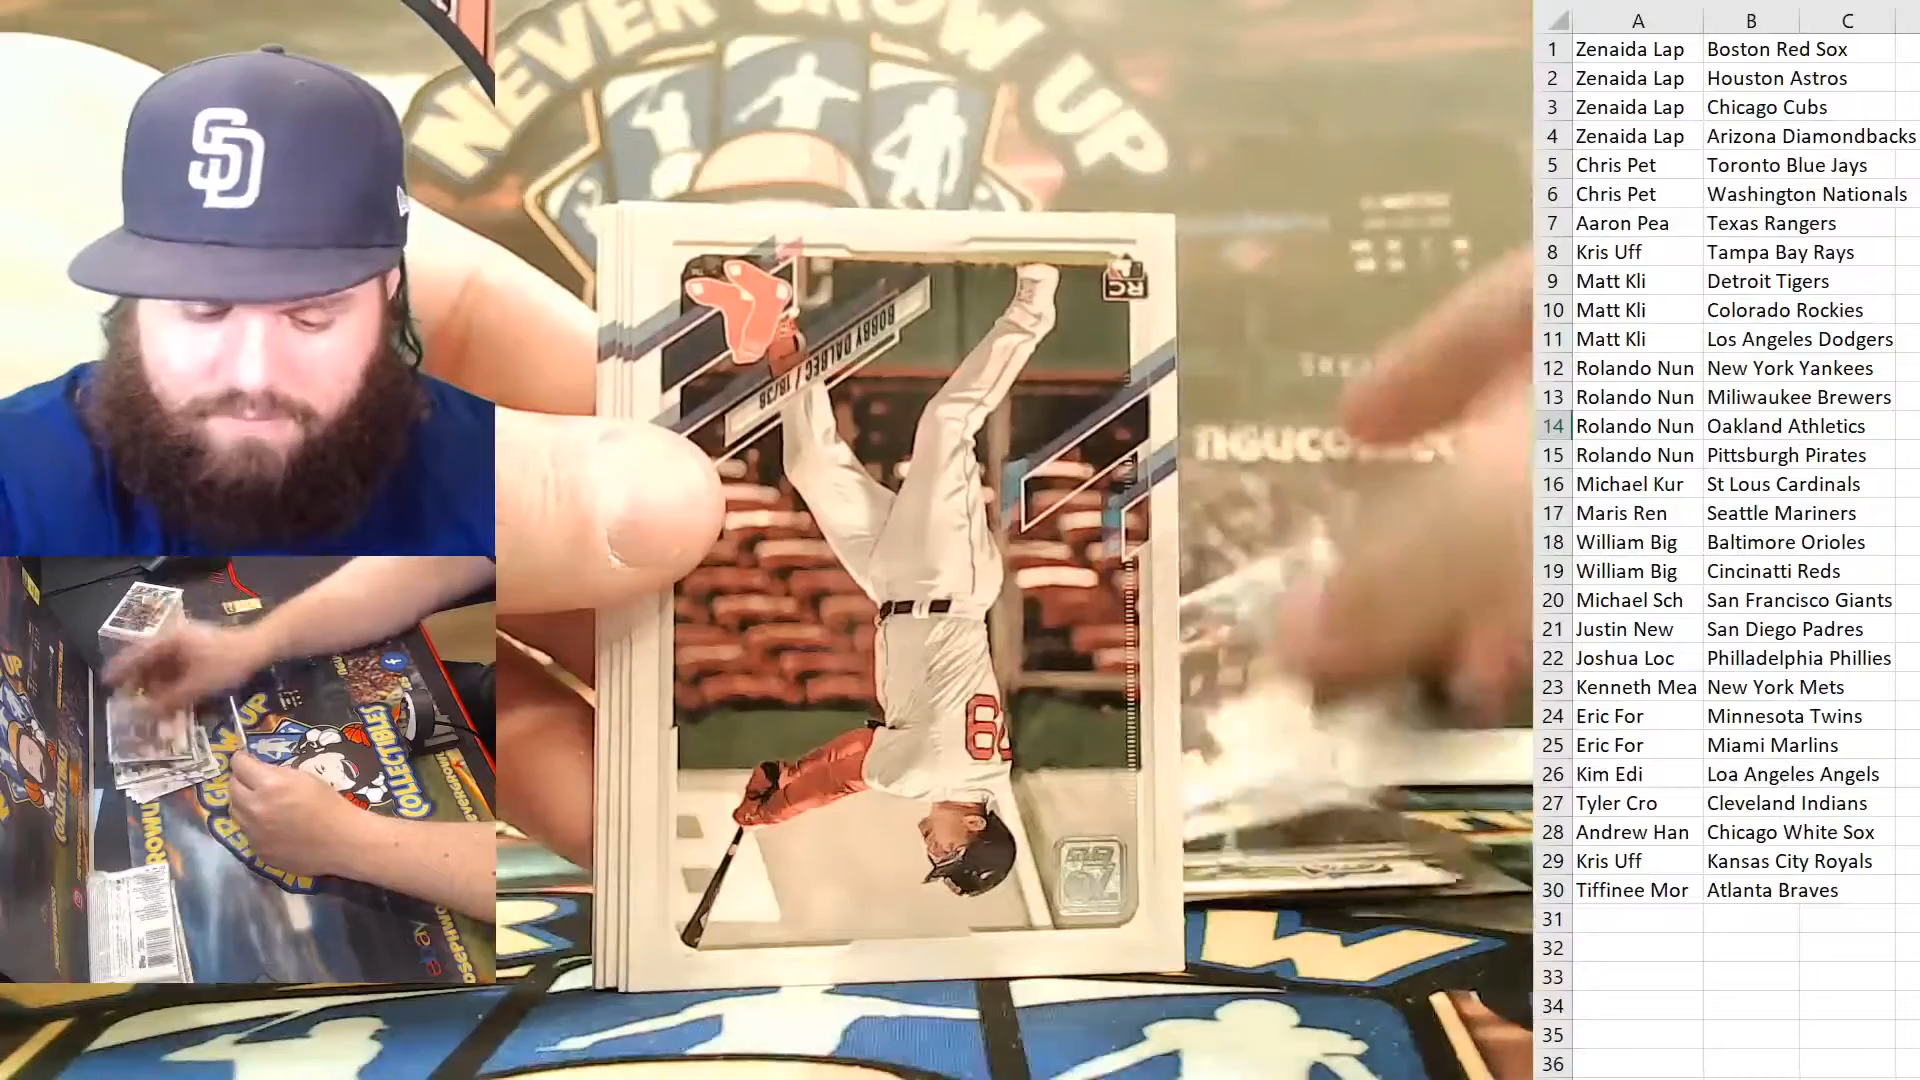 NEVER GROW UP
SD
RC
BOBBY DALBEC / 1B/3B
70
COLLECTIBLES
UP
A B C
1 Zenaida Lap Boston Red Sox
2 Zenaida Lap Houston Astros
3 Zenaida Lap Chicago Cubs
4 Zenaida Lap Arizona Diamondbacks
5 Chris Pet Toronto Blue Jays
6 Chris Pet Washington Nationals
7 Aaron Pea Texas Rangers
8 Kris Uff Tampa Bay Rays
9 Matt Kli Detroit Tigers
10 Matt Kli Colorado Rockies
11 Matt Kli Los Angeles Dodgers
12 Rolando Nun New York Yankees
13 Rolando Nun Miliwaukee Brewers
14 Rolando Nun Oakland Athletics
15 Rolando Nun Pittsburgh Pirates
16 Michael Kur St Lous Cardinals
17 Maris Ren Seattle Mariners
18 William Big Baltimore Orioles
19 William Big Cincinatti Reds
20 Michael Sch San Francisco Giants
21 Justin New San Diego Padres
22 Joshua Loc Philladelphia Phillies
23 Kenneth Mea New York Mets
24 Eric For Minnesota Twins
25 Eric For Miami Marlins
26 Kim Edi Loa Angeles Angels
27 Tyler Cro Cleveland Indians
28 Andrew Han Chicago White Sox
29 Kris Uff Kansas City Royals
30 Tiffinee Mor Atlanta Braves
31
32
33
34
35
36